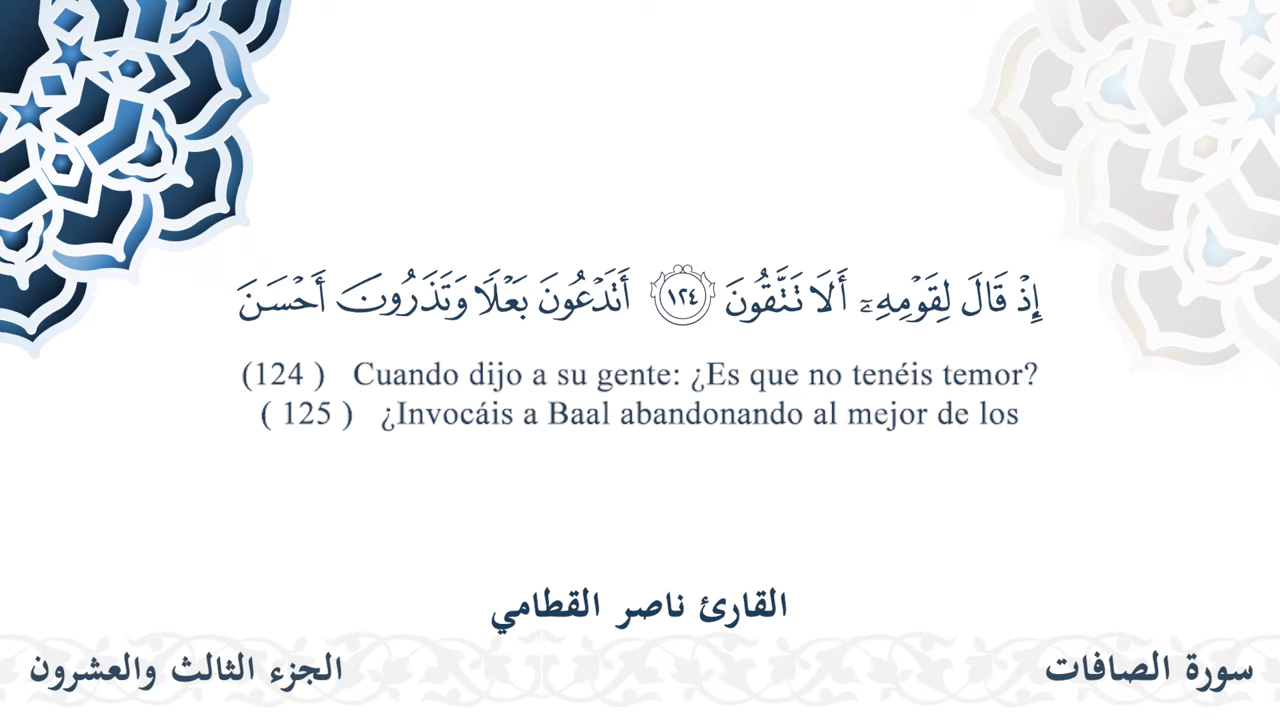 إِذْ قَالَ لِقَوْمِهِۦٓ أَلَا تَتَّقُونَ ١٢٤ أَتَدْعُونَ بَعْلًا وَتَذَرُونَ أَحْسَنَ
(124 ) Cuando dijo a su gente: ¿Es que no tenéis temor?
( 125 ) ¿Invocáis a Baal abandonando al mejor de los
القارئ ناصر القطامي
سورة الصافات
الجزء الثالث والعشرون